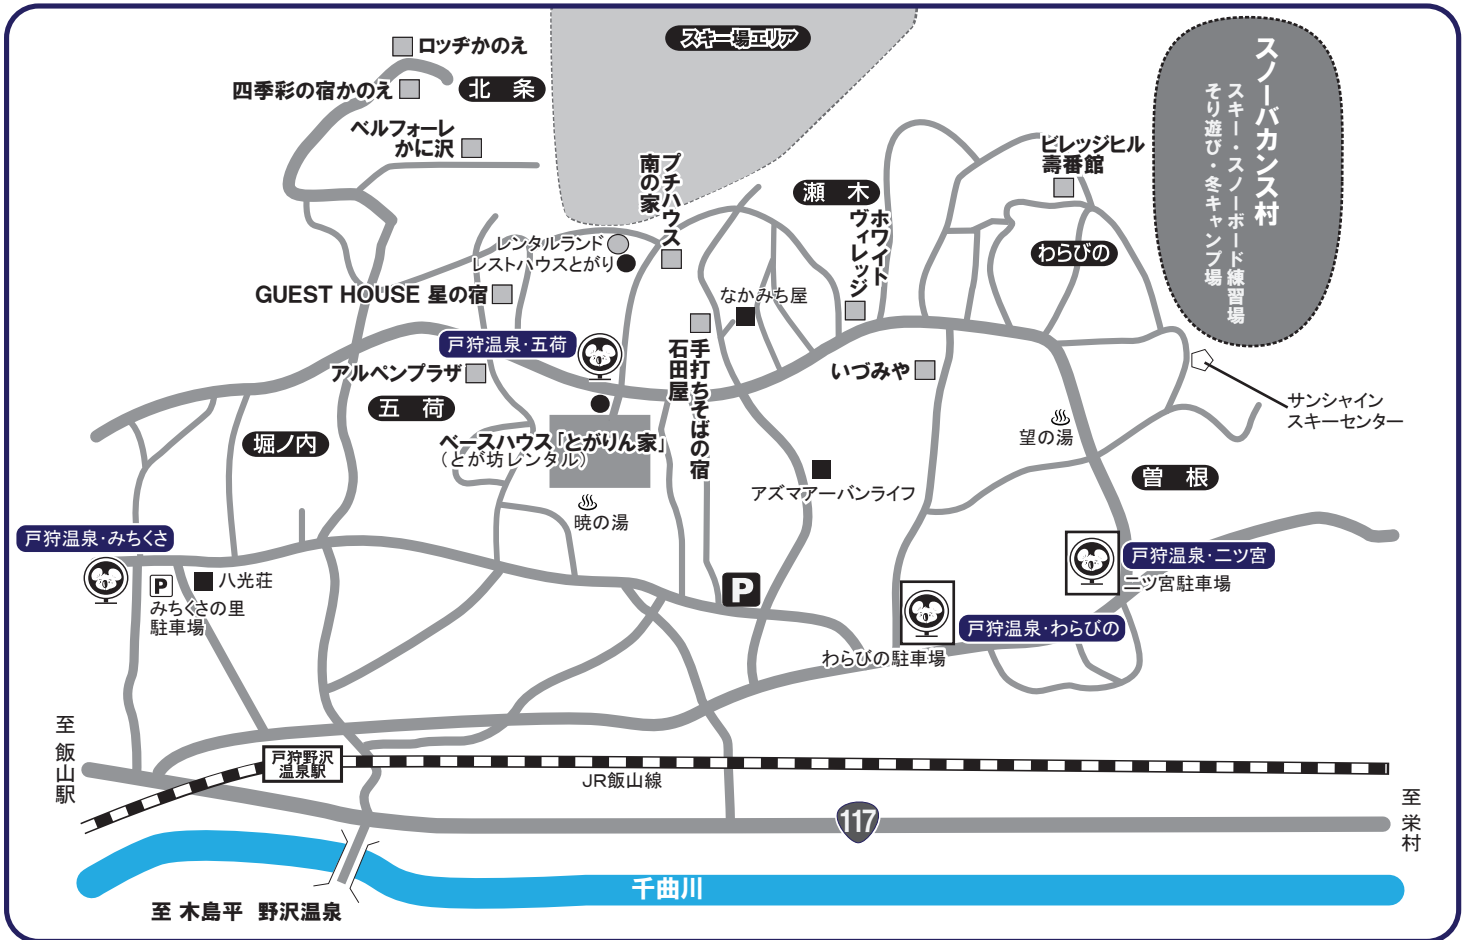 スキー場エリア
ロッヂかのえ
四季彩の宿かのえ
北条
ベルフォーレ
かに沢
プチハウス
南の家
瀬木
ホワイト
ヴィレッジ
ビレッジヒル
壽番館
わらびの
スノーバカンス村
スキー・スノーボード練習場
そり遊び・冬キャンプ場
レンタルランド
レストハウスとがり
GUEST HOUSE 星の宿
なかみち屋
戸狩温泉・五荷
アルペンプラザ
五荷
手打ちそばの宿
石田屋
いづみや
サンシャイン
スキーセンター
堀ノ内
ベースハウス「とがりん家」
(とが坊レンタル)
望の湯
曽根
アズマアーバンライフ
暁の湯
戸狩温泉・みちくさ
八光荘
P
みちくさの里
駐車場
P
戸狩温泉・二ツ宮
二ツ宮駐車場
戸狩温泉・わらびの
わらびの駐車場
至飯山駅
戸狩野沢
温泉駅
JR飯山線
117
至栄村
千曲川
至 木島平 野沢温泉